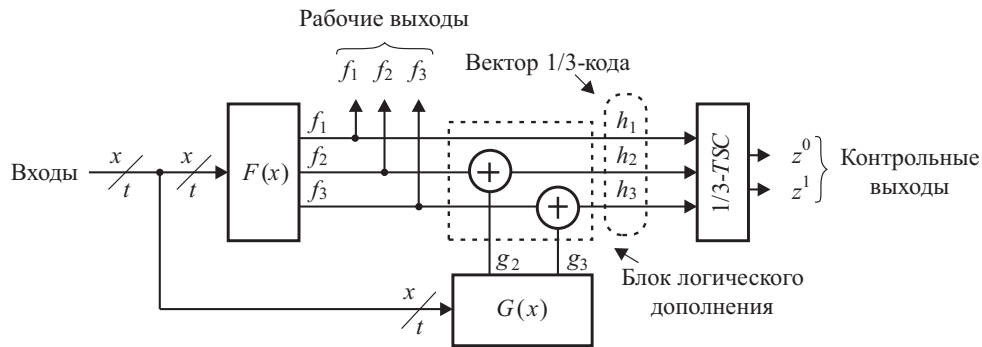 Рабочие выходы
f1 f2 f3
Вектор 1/3-кода
Входы
x
t
x
t
F(x)
f1
f2
f3
h1
h2
h3
1/3-TSC
z0
z1
Контрольные
выходы
g2
g3
Блок логического
дополнения
x
t
G(x)